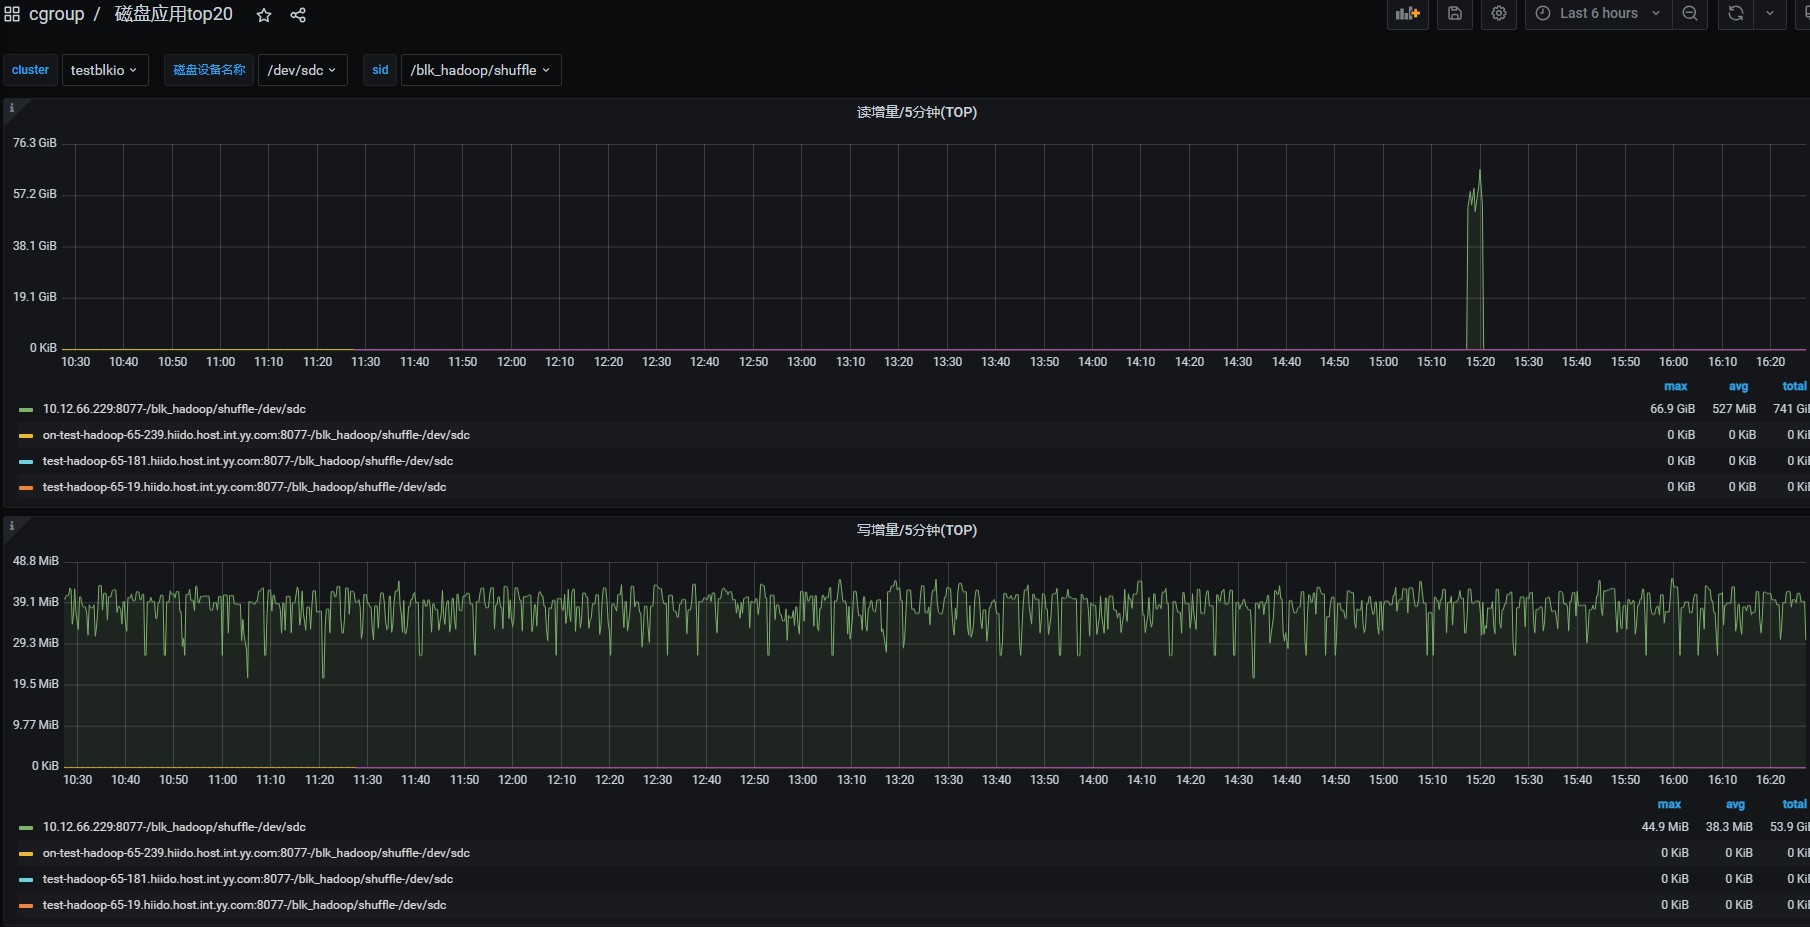 cgroup / 磁盘应用top20
Last 6 hours
cluster testblkio 磁盘设备名称 /dev/sdc sid /blk_hadoop/shuffle
读增量/5分钟(TOP)
76.3 GiB
57.2 GiB
38.1 GiB
19.1 GiB
0 KiB
10:30 10:40 10:50 11:00 11:10 11:20 11:30 11:40 11:50 12:00 12:10 12:20 12:30 12:40 12:50 13:00 13:10 13:20 13:30 13:40 13:50 14:00 14:10 14:20 14:30 14:40 14:50 15:00 15:10 15:20 15:30 15:40 15:50 16:00 16:10 16:20
max avg total
10.12.66.229:8077-/blk_hadoop/shuffle-/dev/sdc 66.9 GiB 527 MiB 741 GiB
on-test-hadoop-65-239.hiido.host.int.yy.com:8077-/blk_hadoop/shuffle-/dev/sdc 0 KiB 0 KiB 0 KiB
test-hadoop-65-181.hiido.host.int.yy.com:8077-/blk_hadoop/shuffle-/dev/sdc 0 KiB 0 KiB 0 KiB
test-hadoop-65-19.hiido.host.int.yy.com:8077-/blk_hadoop/shuffle-/dev/sdc 0 KiB 0 KiB 0 KiB
写增量/5分钟(TOP)
48.8 MiB
39.1 MiB
29.3 MiB
19.5 MiB
9.77 MiB
0 KiB
10:30 10:40 10:50 11:00 11:10 11:20 11:30 11:40 11:50 12:00 12:10 12:20 12:30 12:40 12:50 13:00 13:10 13:20 13:30 13:40 13:50 14:00 14:10 14:20 14:30 14:40 14:50 15:00 15:10 15:20 15:30 15:40 15:50 16:00 16:10 16:20
max avg total
10.12.66.229:8077-/blk_hadoop/shuffle-/dev/sdc 44.9 MiB 38.3 MiB 53.9 GiB
on-test-hadoop-65-239.hiido.host.int.yy.com:8077-/blk_hadoop/shuffle-/dev/sdc 0 KiB 0 KiB 0 KiB
test-hadoop-65-181.hiido.host.int.yy.com:8077-/blk_hadoop/shuffle-/dev/sdc 0 KiB 0 KiB 0 KiB
test-hadoop-65-19.hiido.host.int.yy.com:8077-/blk_hadoop/shuffle-/dev/sdc 0 KiB 0 KiB 0 KiB